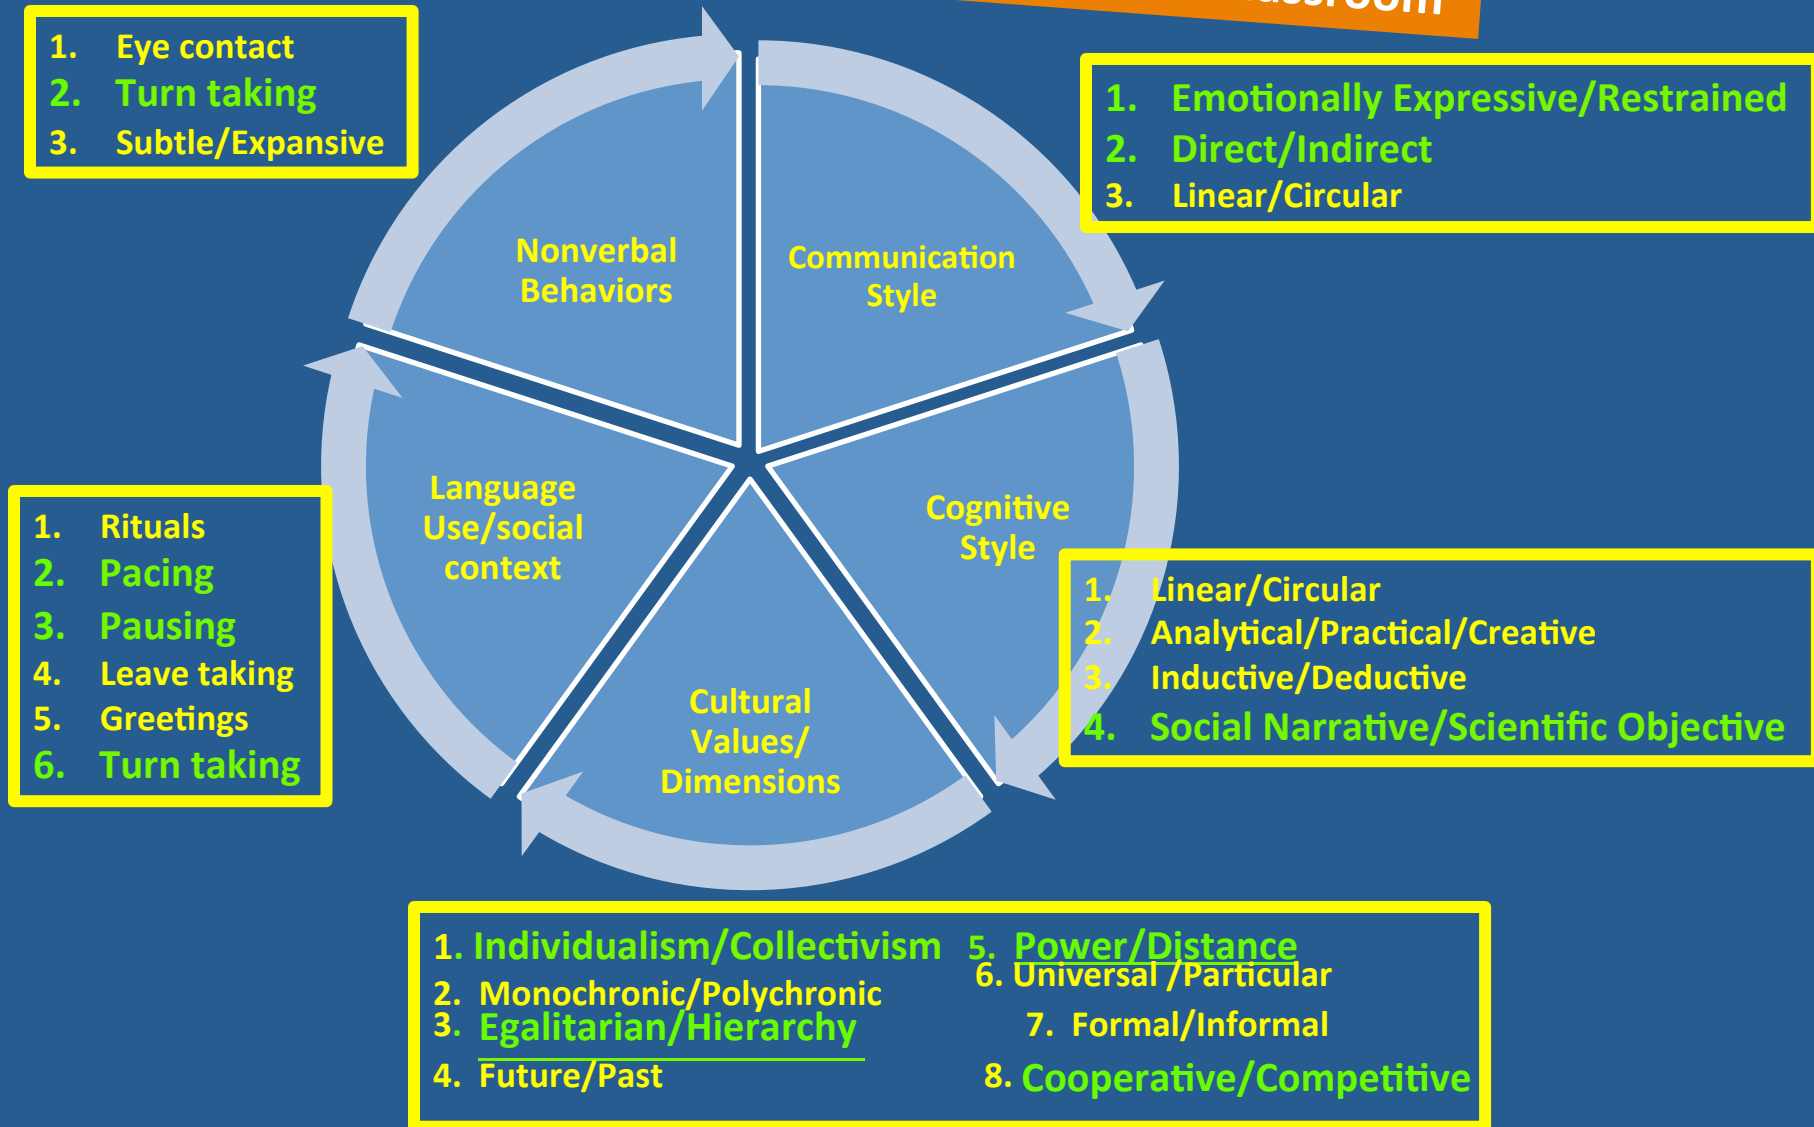 1. Eye contact
2. Turn taking
3. Subtle/Expansive
1. Emotionally Expressive/Restrained
2. Direct/Indirect
3. Linear/Circular
Nonverbal
Behaviors
Communication
Style
Language
Use/social
context
Cognitive
Style
Cultural
Values/
Dimensions
1. Rituals
2. Pacing
3. Pausing
4. Leave taking
5. Greetings
6. Turn taking
1. Linear/Circular
2. Analytical/Practical/Creative
3. Inductive/Deductive
4. Social Narrative/Scientific Objective
1. Individualism/Collectivism
2. Monochronic/Polychronic
3. Egalitarian/Hierarchy
4. Future/Past
5. Power/Distance
6. Universal /Particular
7. Formal/Informal
8. Cooperative/Competitive